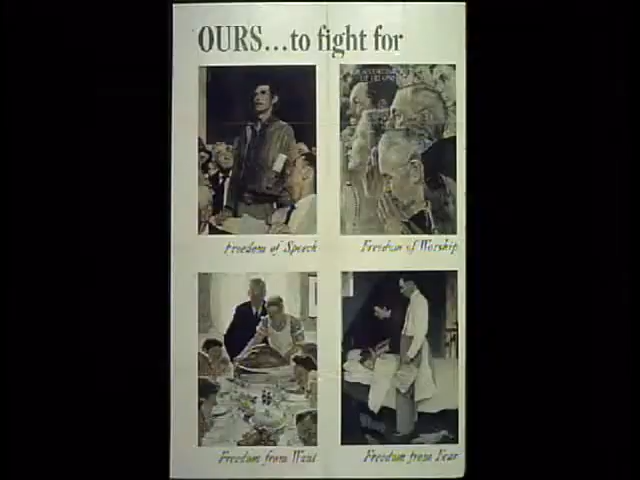 OURS...to fight for
Freedom of Speech
Freedom of Worship
Freedom from Want
Freedom from Fear